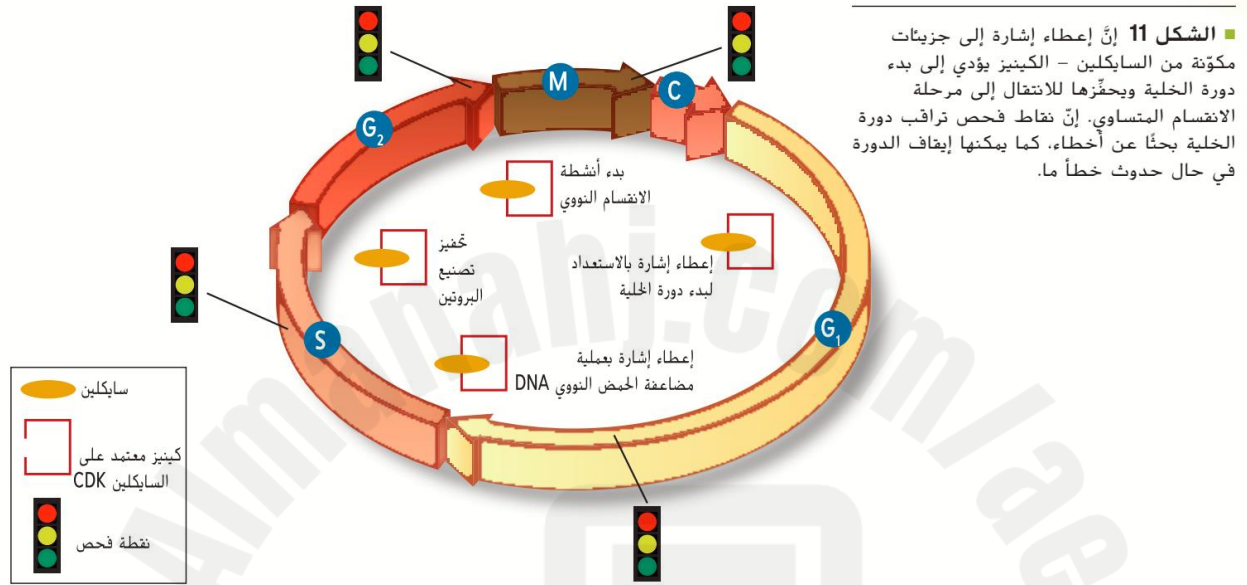 ■ الشكل 11 إنَّ إعطاء إشارة إلى جزيئات
مكوّنة من السايكلين – الكينيز يؤدي إلى بدء
دورة الخلية ويحفِّزها للانتقال إلى مرحلة
الانقسام المتساوي. إنّ نقاط فحص تراقب دورة
الخلية بحثًا عن أخطاء، كما يمكنها إيقاف الدورة
في حال حدوث خطأ ما.
M
C
G₂
بدء أنشطة
الانقسام النووي
تحفيز
تصنيع
البروتين
إعطاء إشارة بالاستعداد
لبدء دورة الخلية
G₁
S
إعطاء إشارة بعملية
مضاعفة الحمض النووي DNA
سايكلين
كينيز معتمد على
السايكلين CDK
نقطة فحص
Almanahj.com/ae